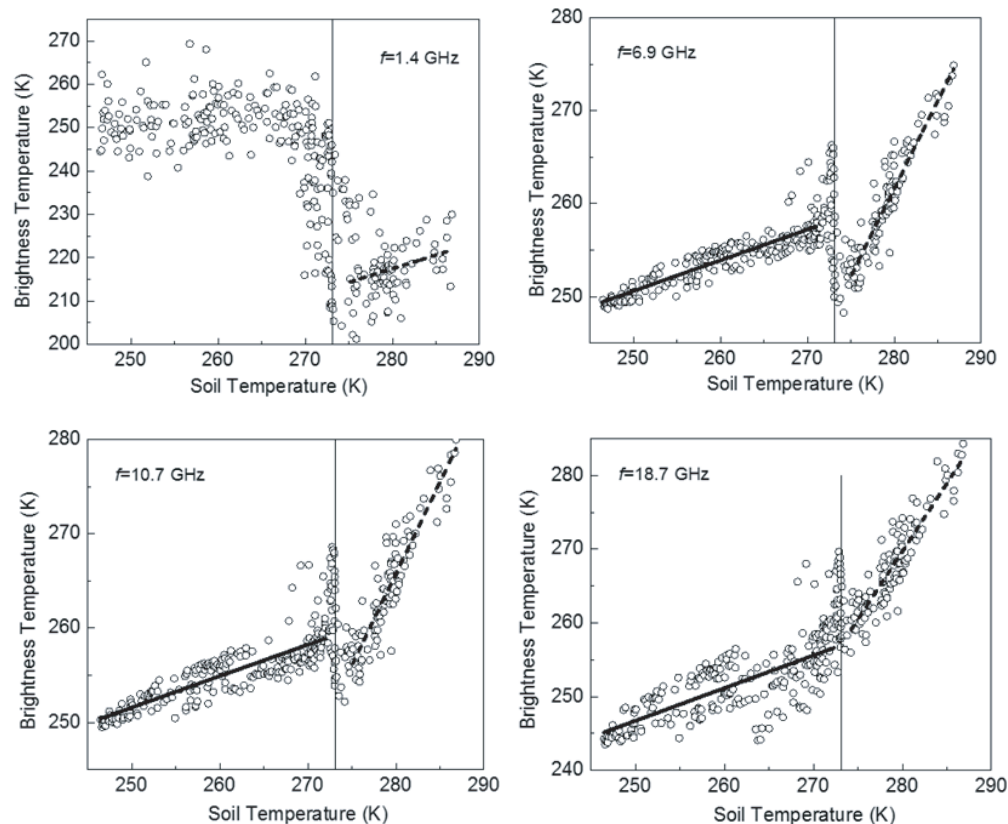 f=1.4 GHz
270
260
250
240
230
220
210
200
Brightness Temperature (K)
250 260 270 280 290
Soil Temperature (K)
f=6.9 GHz
280
270
260
250
Brightness Temperature (K)
250 260 270 280 290
Soil Temperature (K)
f=10.7 GHz
280
270
260
250
Brightness Temperature (K)
250 260 270 280 290
Soil Temperature (K)
f=18.7 GHz
280
270
260
250
240
Brightness Temperature (K)
250 260 270 280 290
Soil Temperature (K)